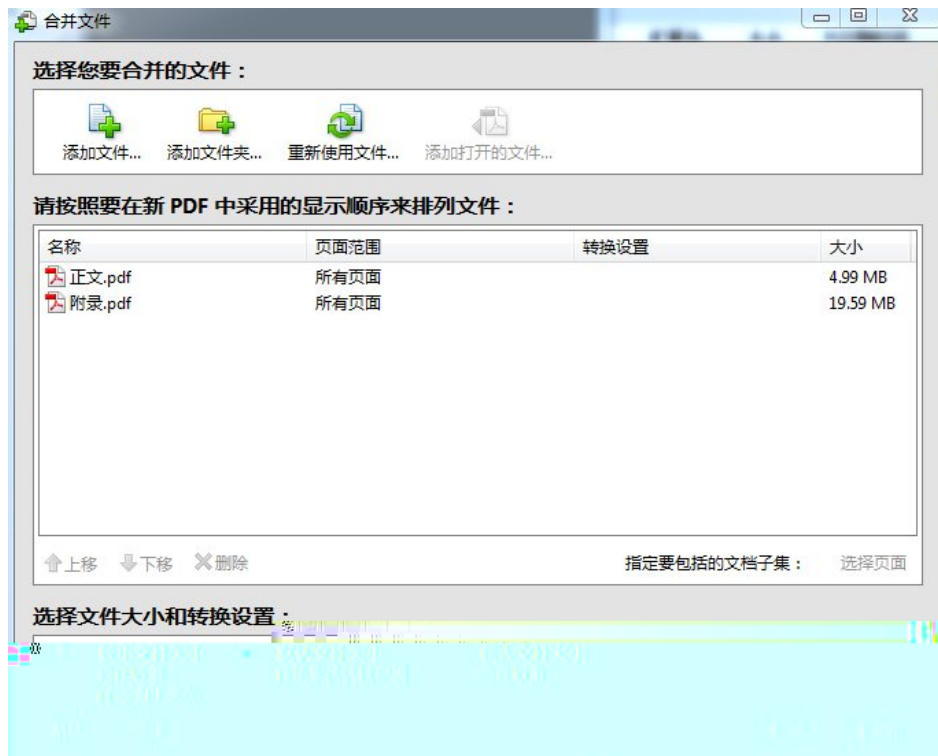 合并文件
选择您要合并的文件：
添加文件... 添加文件夹... 重新使用文件... 添加打开的文件...
请按照要在新 PDF 中采用的显示顺序来排列文件：
名称 页面范围 转换设置 大小
正文.pdf 所有页面 4.99 MB
附录.pdf 所有页面 19.59 MB
上移 下移 删除 指定要包括的文档子集： 选择页面
选择文件大小和转换设置：